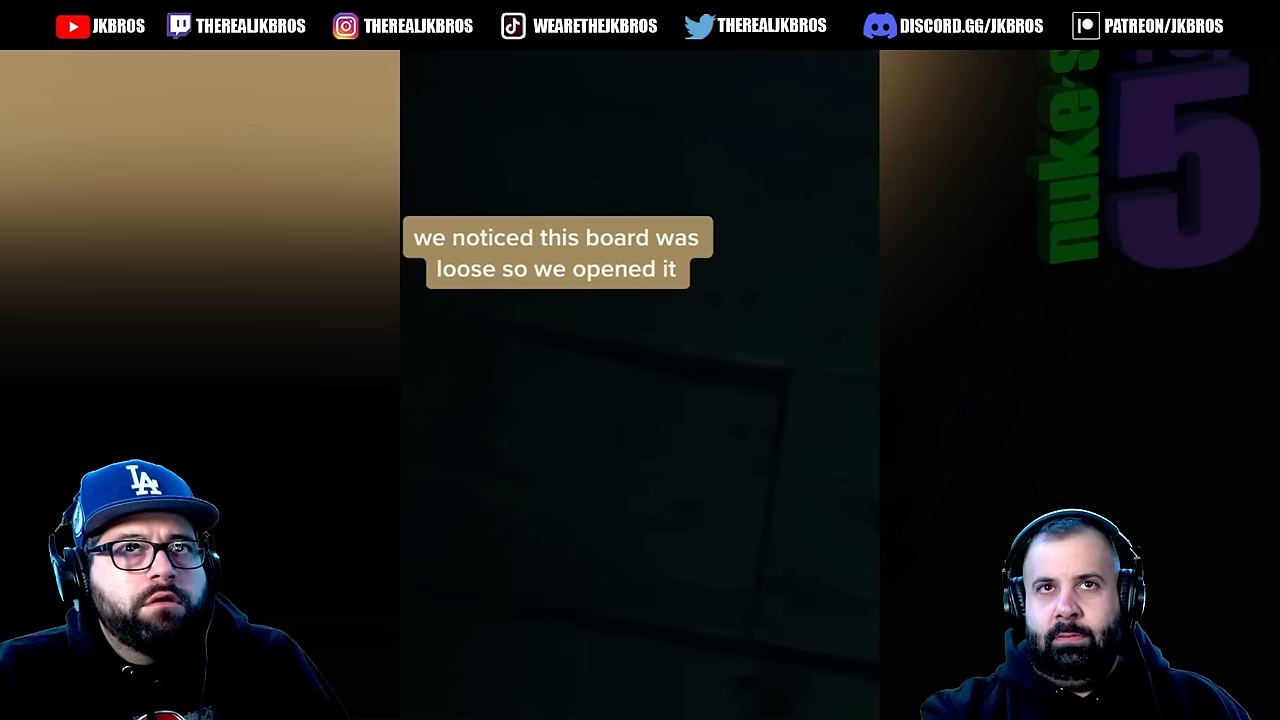 JKBROS THEREALJKBROS THEREALJKBROS WEARETHEJKBROS THEREALJKBROS DISCORD.GG/JKBROS PATREON/JKBROS
nuke's
5
we noticed this board was
loose so we opened it
LA